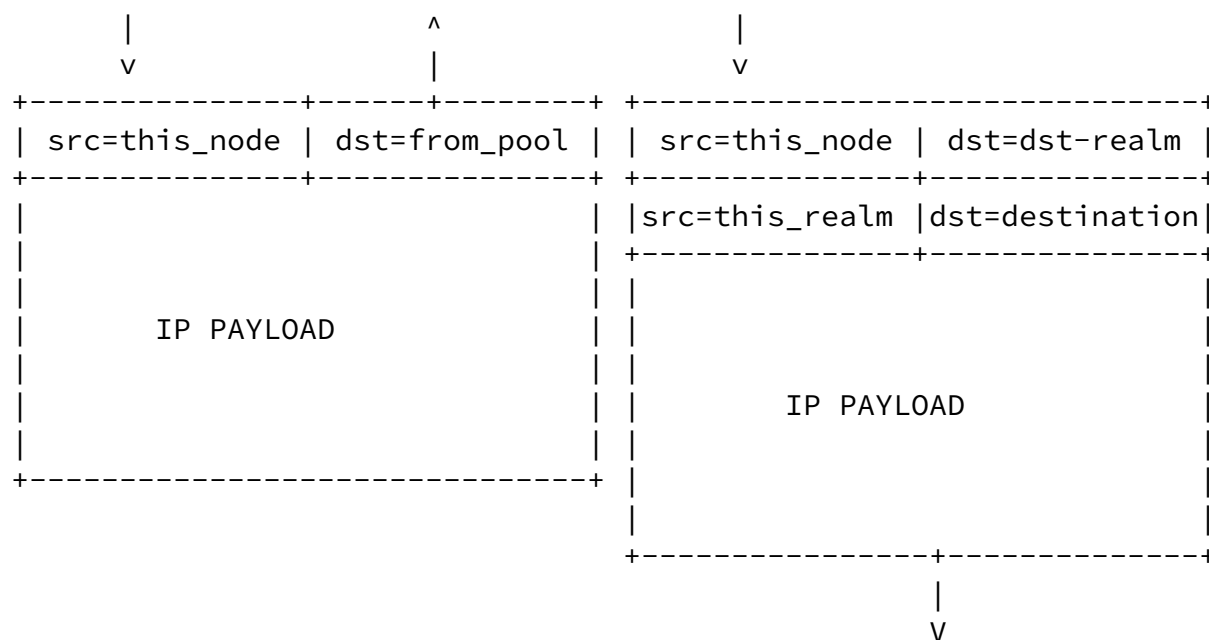 src=this_node | dst=from_pool | | src=this_node | dst=dst-realm
src=this_realm | dst=destination
IP PAYLOAD
IP PAYLOAD